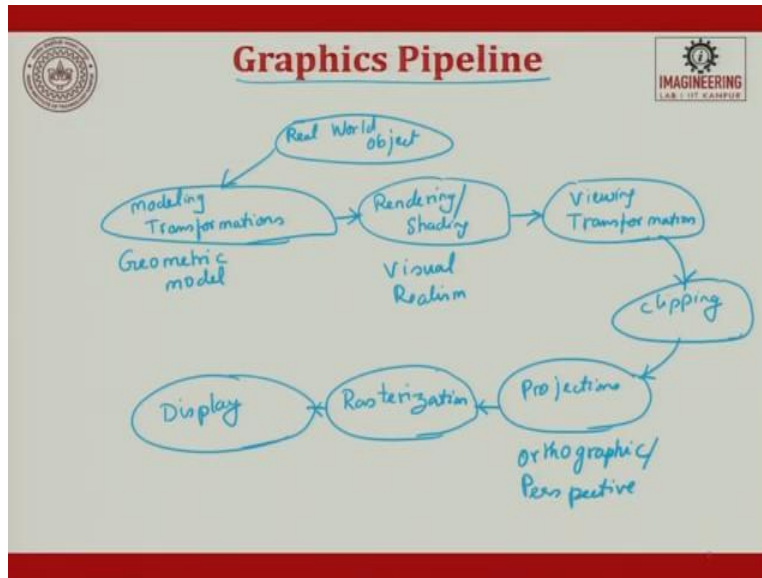 Graphics Pipeline
IMAGINEERING
LAB | IIT KANPUR
Real World
object
Modeling
Transformations
Geometric
model
Rendering/
Shading
Visual
Realism
Viewing
Transformation
Clipping
Projections
Orthographic/
Perspective
Rasterization
Display